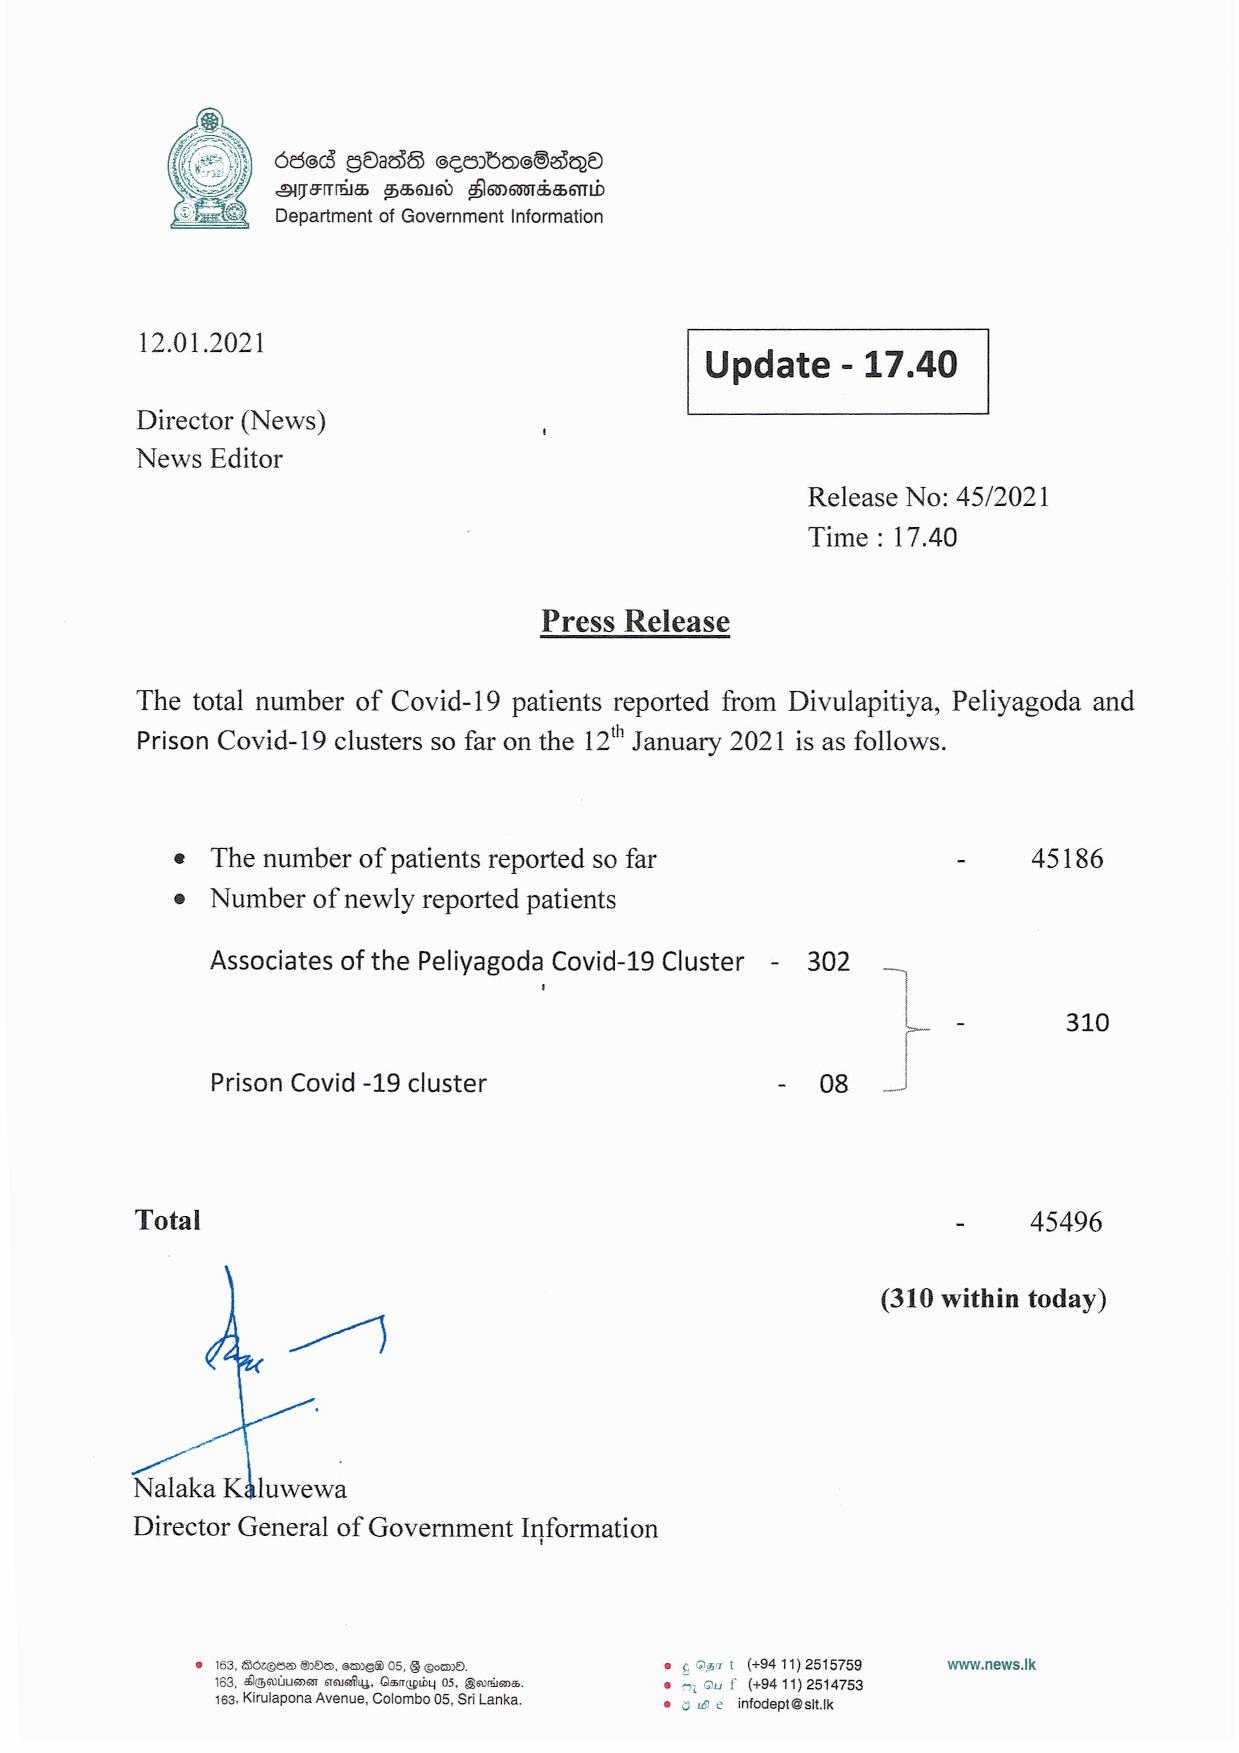 රජයේ ප්‍රවෘත්ති දෙපාර්තමේන්තුව
அரசாங்க தகவல் திணைக்களம்
Department of Government Information
12.01.2021
Update - 17.40
Director (News)
News Editor
Release No: 45/2021
Time : 17.40
Press Release
The total number of Covid-19 patients reported from Divulapitiya, Peliyagoda and
Prison Covid-19 clusters so far on the 12th January 2021 is as follows.
• The number of patients reported so far - 45186
• Number of newly reported patients
Associates of the Peliyagoda Covid-19 Cluster - 302
- 310
Prison Covid -19 cluster - 08
Total - 45496
(310 within today)
Nalaka Kaluwewa
Director General of Government Information
• 163, කිරුලපන මාවත, කොළඹ 05, ශ්‍රී ලංකාව.
163, கிருலப்பனை எவனியூ, கொழும்பு 05, இலங்கை.
163, Kirulapona Avenue, Colombo 05, Sri Lanka.
• දු தொ t (+94 11) 2515759
• ෆැ பெ f (+94 11) 2514753
• ඊ மி e infodept@slt.lk
www.news.lk